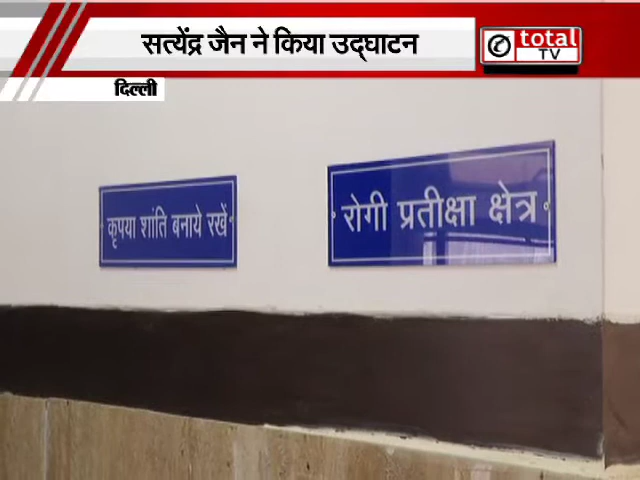 सत्येंद्र जैन ने किया उद्घाटन
total
TV
दिल्ली
कृपया शांति बनाये रखें
रोगी प्रतीक्षा क्षेत्र